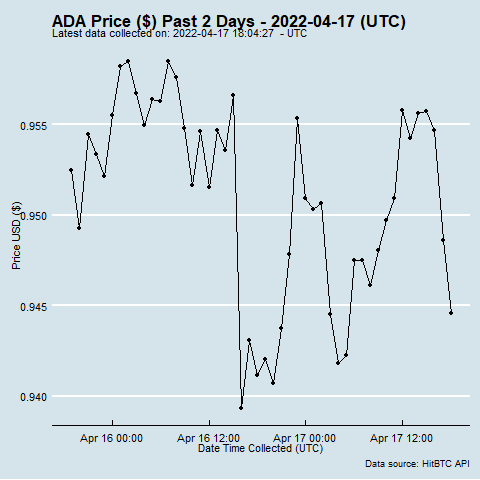 ADA Price ($) Past 2 Days - 2022-04-17 (UTC)
Latest data collected on: 2022-04-17 18:04:27 - UTC
Price USD ($)
0.955
0.950
0.945
0.940
Apr 16 00:00 Apr 16 12:00 Apr 17 00:00 Apr 17 12:00
Date Time Collected (UTC)
Data source: HitBTC API